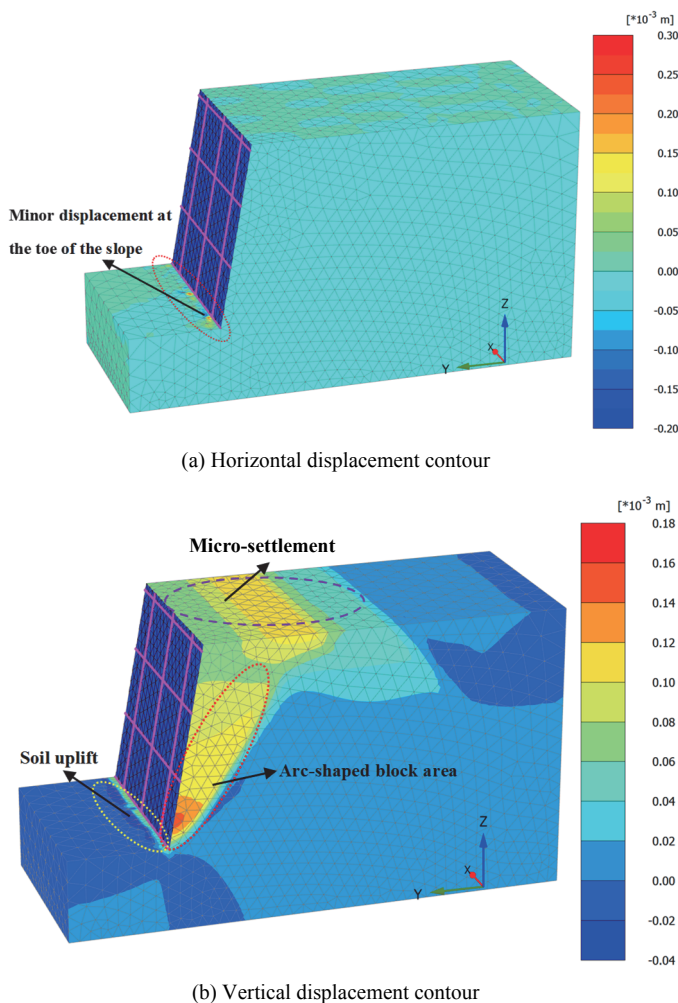 [*10⁻³ m]
0.30
0.25
0.20
0.15
0.10
0.05
0.00
-0.05
-0.10
-0.15
-0.20
Minor displacement at
the toe of the slope
Z
X
Y
(a) Horizontal displacement contour
[*10⁻³ m]
0.18
0.16
0.14
0.12
0.10
0.08
0.06
0.04
0.02
0.00
-0.02
-0.04
Micro-settlement
Soil uplift
Arc-shaped block area
Z
X
Y
(b) Vertical displacement contour